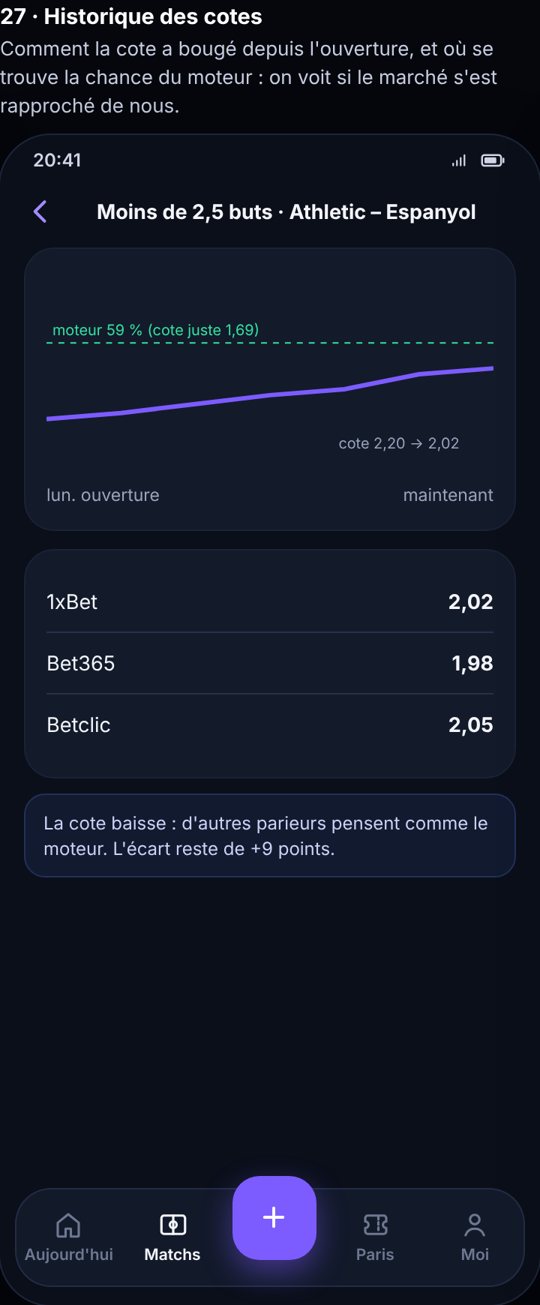 27 · Historique des cotes
Comment la cote a bougé depuis l'ouverture, et où se
trouve la chance du moteur : on voit si le marché s'est
rapproché de nous.
20:41
Moins de 2,5 buts · Athletic – Espanyol
moteur 59 % (cote juste 1,69)
cote 2,20 → 2,02
lun. ouverture
maintenant
1xBet 2,02
Bet365 1,98
Betclic 2,05
La cote baisse : d'autres parieurs pensent comme le
moteur. L'écart reste de +9 points.
Aujourd'hui Matchs + Paris Moi